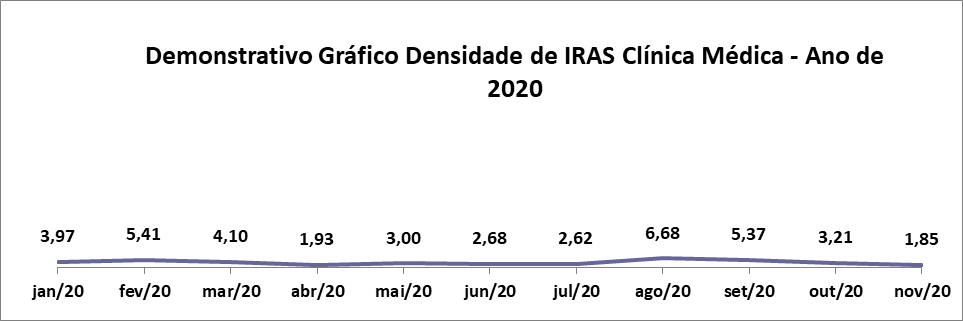 Demonstrativo Gráfico Densidade de IRAS Clínica Médica - Ano de
2020
3,97 5,41 4,10 1,93 3,00 2,68 2,62 6,68 5,37 3,21 1,85
jan/20 fev/20 mar/20 abr/20 mai/20 jun/20 jul/20 ago/20 set/20 out/20 nov/20